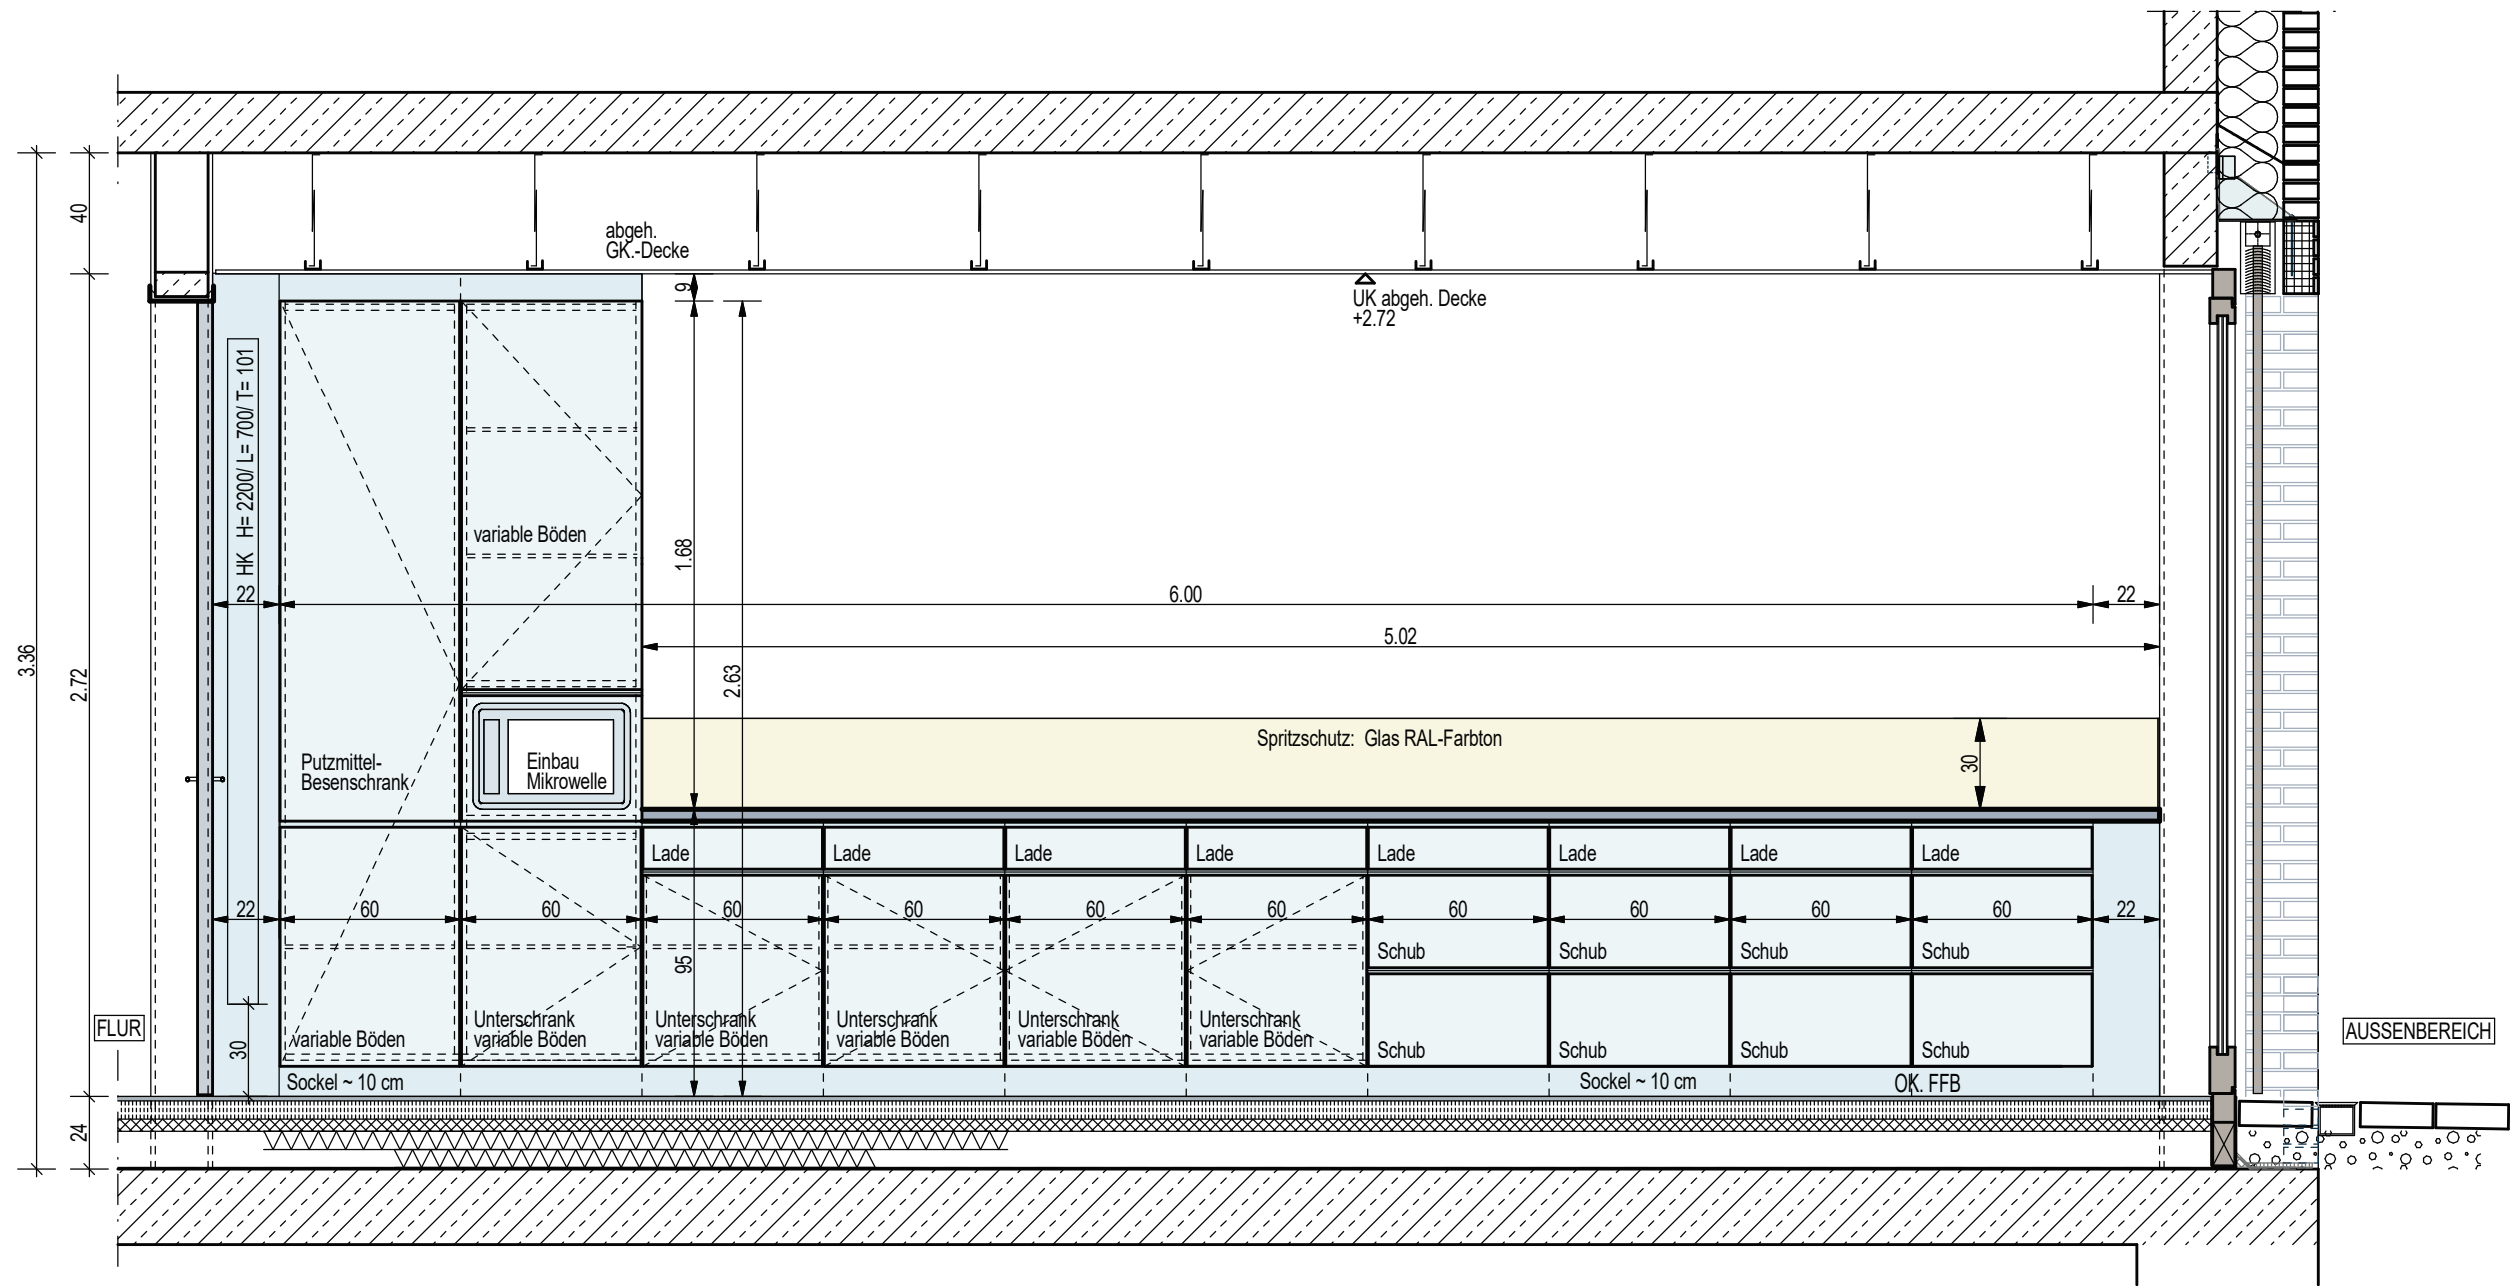 40
abgeh.
GK.-Decke
9
UK abgeh. Decke
+2.72
HK H= 2200/ L= 700/ T= 101
variable Böden
1.68
22
6.00
22
5.02
3.36
2.72
2.63
Spritzschutz: Glas RAL-Farbton
30
Putzmittel-
Besenschrank
Einbau
Mikrowelle
Lade
Lade
Lade
Lade
Lade
Lade
Lade
Lade
22
60
60
60
60
60
60
60
60
60
60
22
95
Schub
Schub
Schub
Schub
FLUR
30
variable Böden
Unterschrank
variable Böden
Unterschrank
variable Böden
Unterschrank
variable Böden
Unterschrank
variable Böden
Unterschrank
variable Böden
Schub
Schub
Schub
Schub
AUSSENBEREICH
Sockel ~ 10 cm
Sockel ~ 10 cm
OK. FFB
24